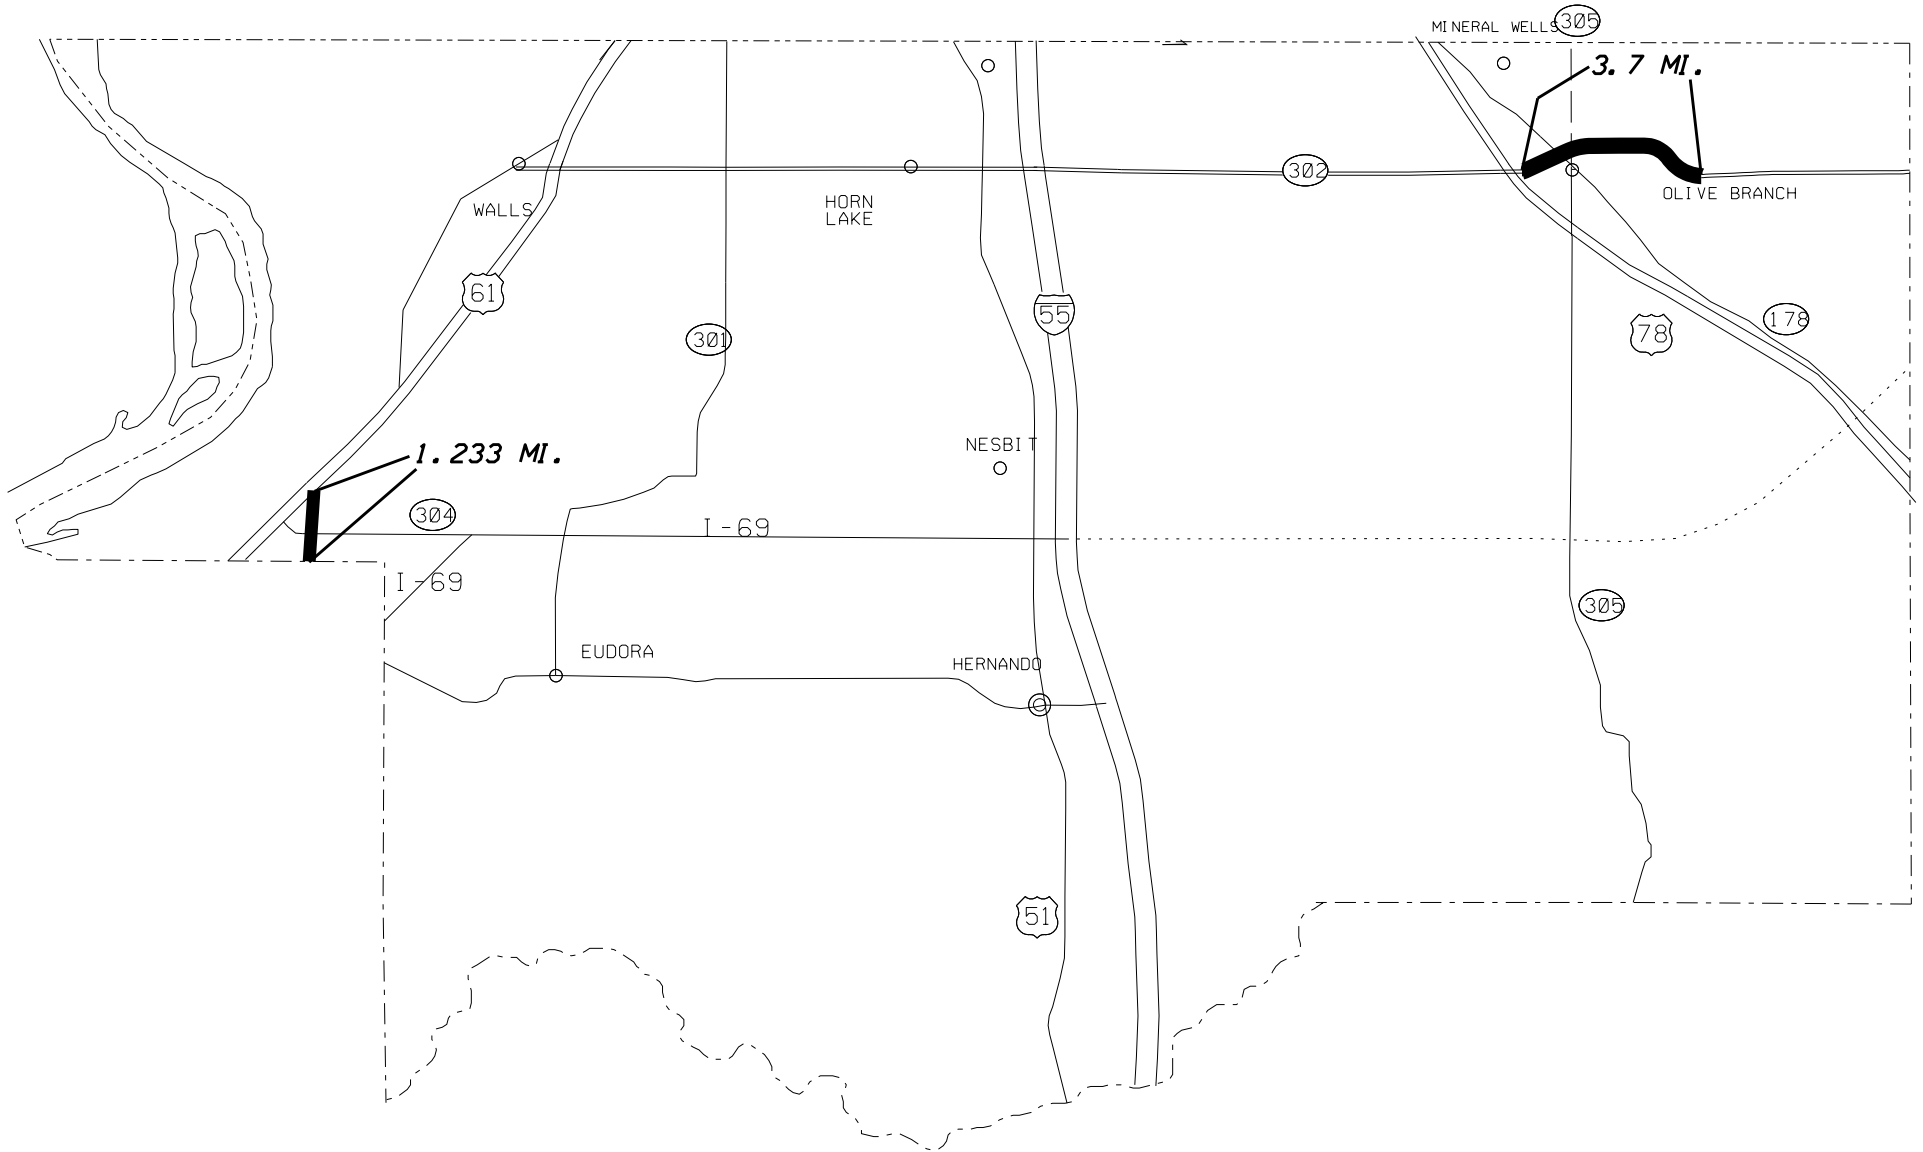 MINERAL WELLS
305
3.7 MI.
302
OLIVE BRANCH
WALLS
HORN
LAKE
61
55
301
178
78
NESBIT
1.233 MI.
304
I-69
I-69
305
EUDORA
HERNANDO
51